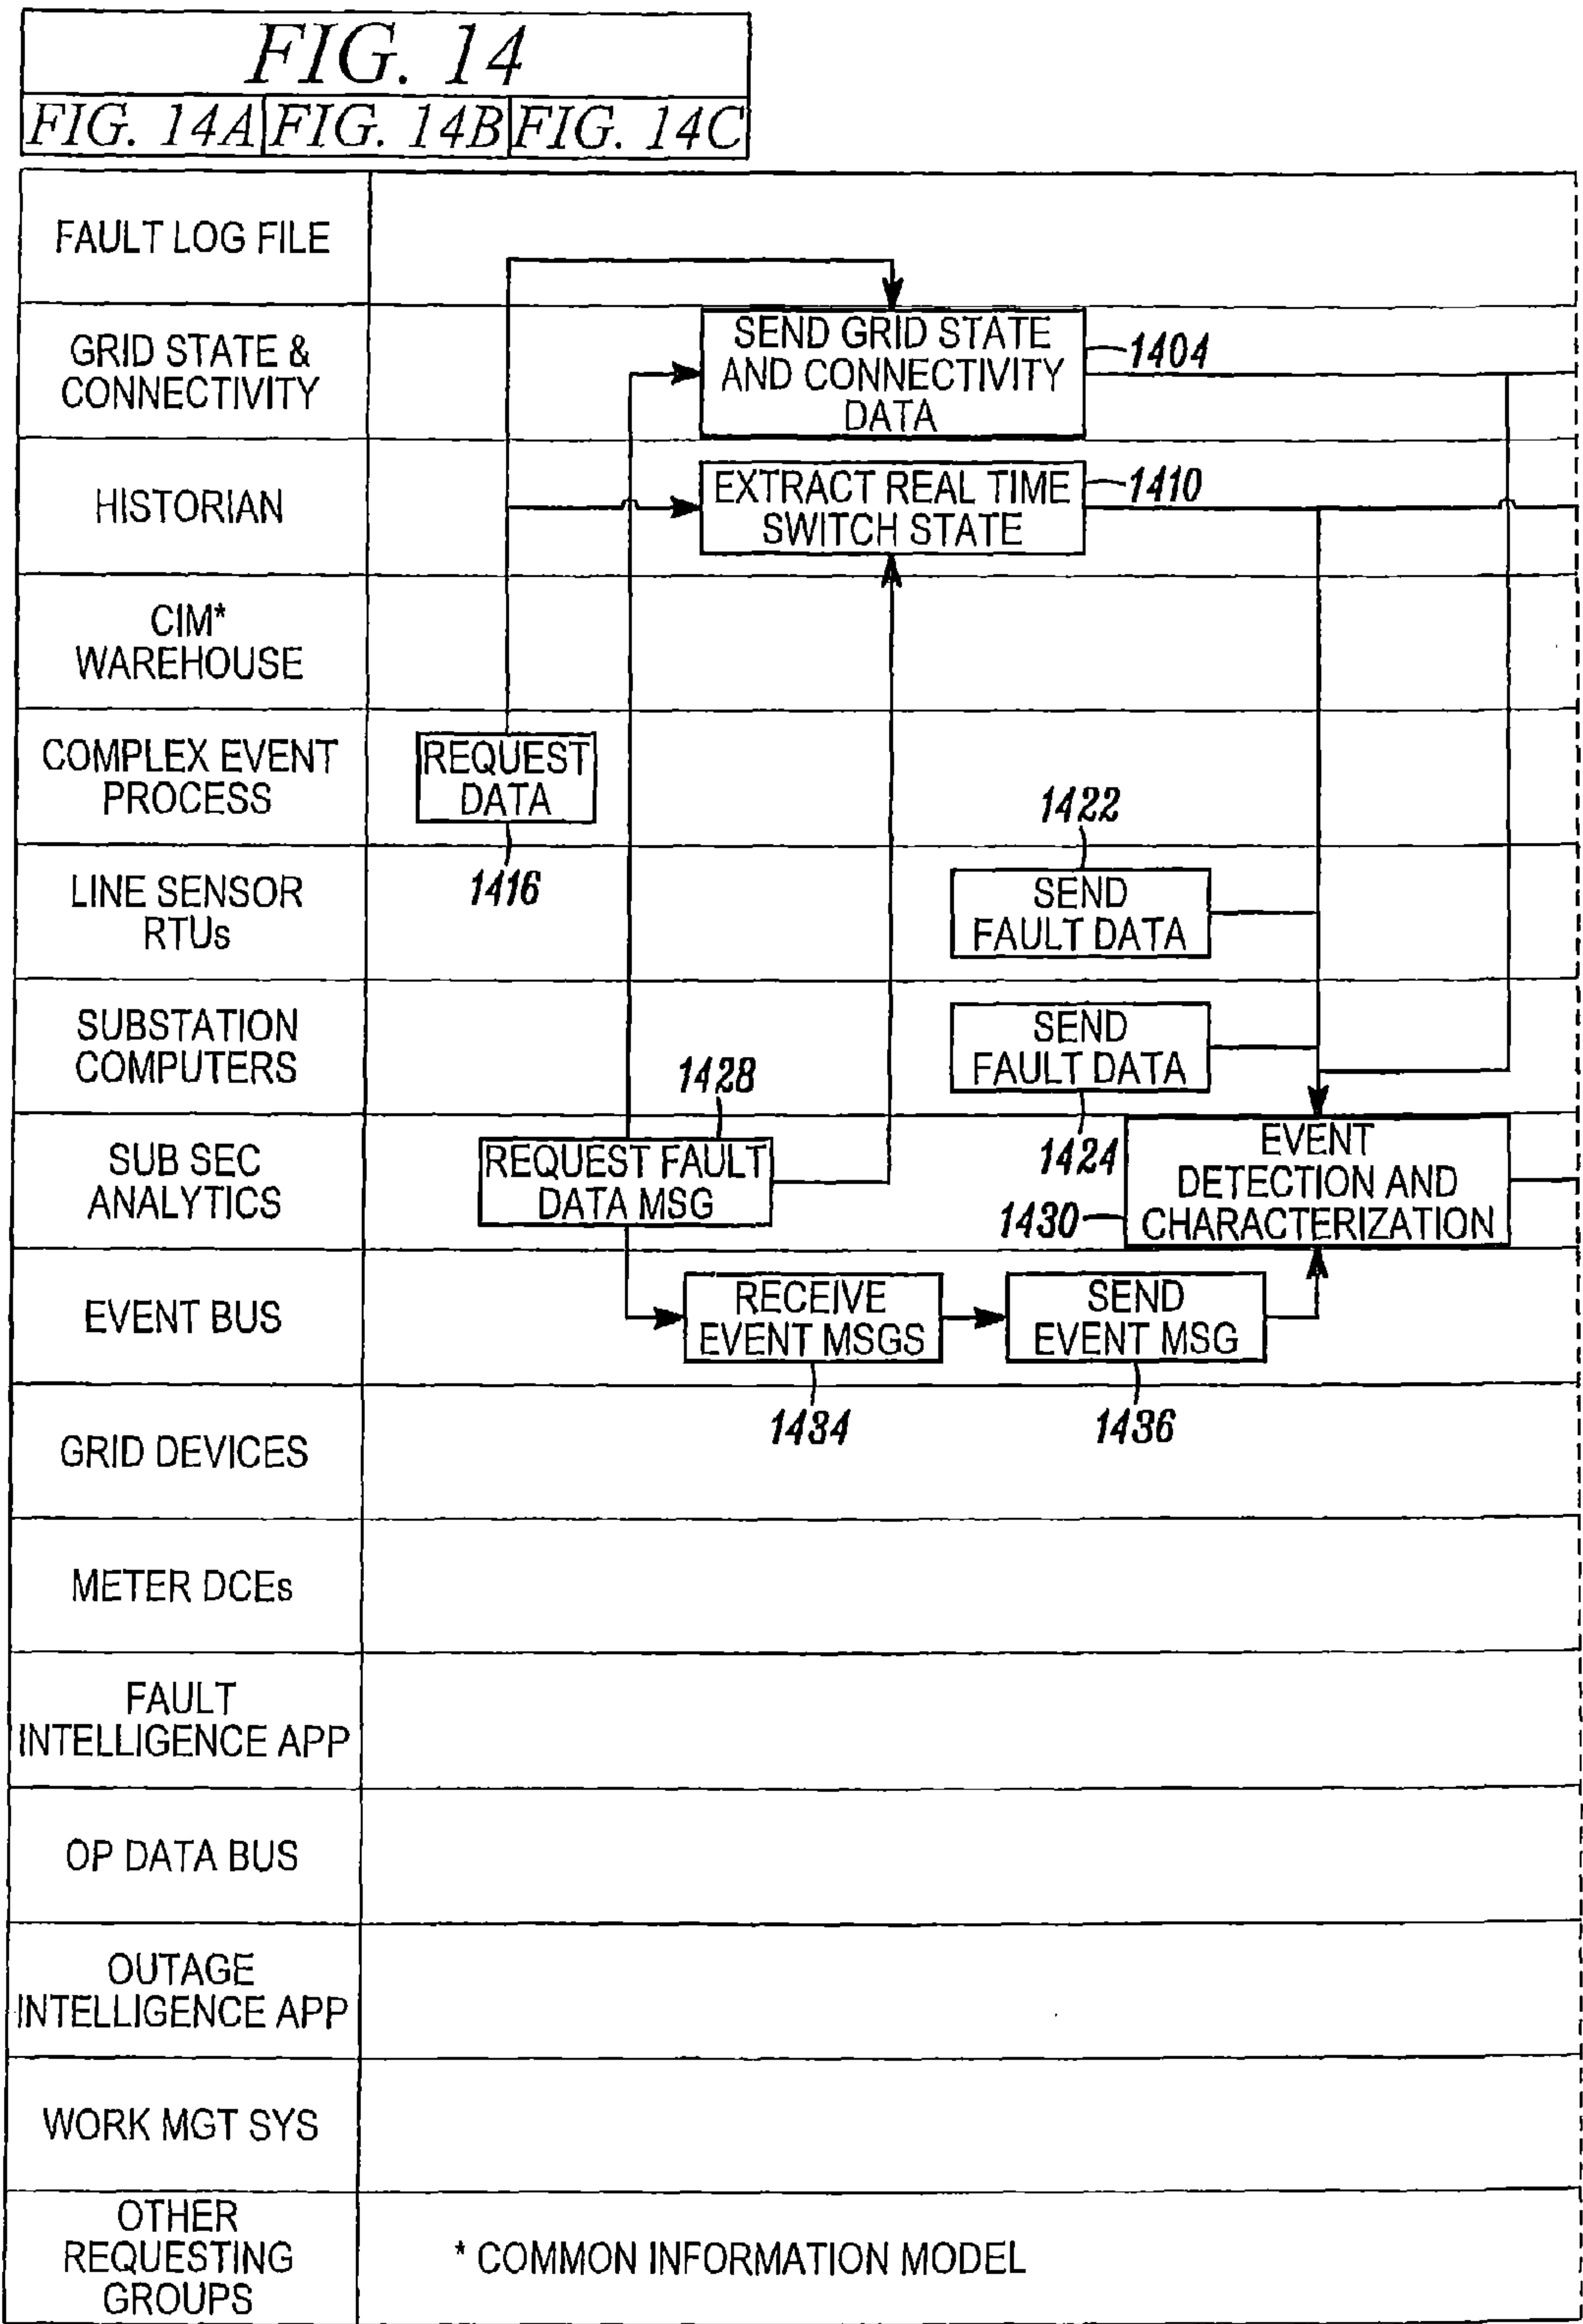 FIG. 14
FIG. 14A FIG. 14B FIG. 14C
FAULT LOG FILE
GRID STATE &
CONNECTIVITY
SEND GRID STATE
AND CONNECTIVITY
DATA
1404
HISTORIAN
EXTRACT REAL TIME
SWITCH STATE
1410
CIM*
WAREHOUSE
COMPLEX EVENT
PROCESS
REQUEST
DATA
1416
1422
LINE SENSOR
RTUs
SEND
FAULT DATA
SUBSTATION
COMPUTERS
SEND
FAULT DATA
1424
1428
SUB SEC
ANALYTICS
REQUEST FAULT
DATA MSG
1430
EVENT
DETECTION AND
CHARACTERIZATION
EVENT BUS
RECEIVE
EVENT MSGS
SEND
EVENT MSG
1434
1436
GRID DEVICES
METER DCEs
FAULT
INTELLIGENCE APP
OP DATA BUS
OUTAGE
INTELLIGENCE APP
WORK MGT SYS
OTHER
REQUESTING
GROUPS
* COMMON INFORMATION MODEL